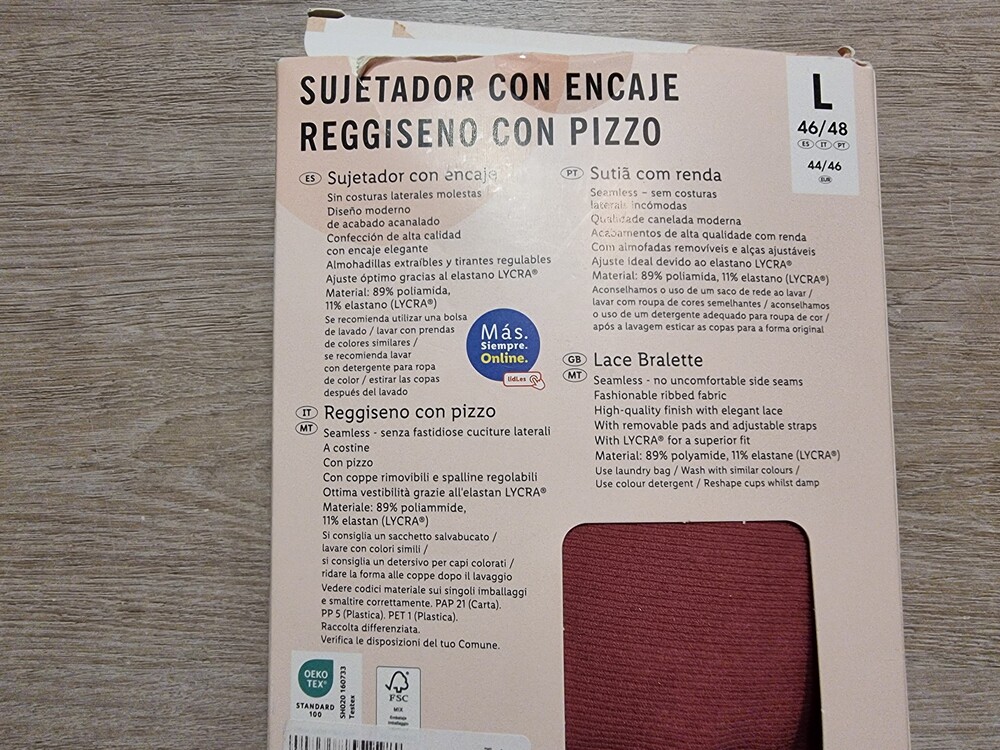 SUJETADOR CON ENCAJE
REGGISENO CON PIZZO
L
46/48
ES IT PT
44/46
EUR
ES Sujetador con encaje
Sin costuras laterales molestas
Diseño moderno
de acabado acanalado
Confección de alta calidad
con encaje elegante
Almohadillas extraíbles y tirantes regulables
Ajuste óptimo gracias al elastano LYCRA®
Material: 89% poliamida,
11% elastano (LYCRA®)
Se recomienda utilizar una bolsa
de lavado / lavar con prendas
de colores similares /
se recomienda lavar
con detergente para ropa
de color / estirar las copas
después del lavado
Más.
Siempre.
Online.
lidl.es
IT MT Reggiseno con pizzo
Seamless - senza fastidiose cuciture laterali
A costine
Con pizzo
Con coppe rimovibili e spalline regolabili
Ottima vestibilità grazie all'elastan LYCRA®
Materiale: 89% poliammide,
11% elastan (LYCRA®)
Si consiglia un sacchetto salvabucato /
lavare con colori simili /
si consiglia un detersivo per capi colorati /
ridare la forma alle coppe dopo il lavaggio
Vedere codici materiale sui singoli imballaggi
e smaltire correttamente. PAP 21 (Carta).
PP 5 (Plastica). PET 1 (Plastica).
Raccolta differenziata.
Verifica le disposizioni del tuo Comune.
PT Sutiã com renda
Seamless – sem costuras
laterais incómodas
Qualidade canelada moderna
Acabamentos de alta qualidade com renda
Com almofadas removíveis e alças ajustáveis
Ajuste ideal devido ao elastano LYCRA®
Material: 89% poliamida, 11% elastano (LYCRA®)
Aconselhamos o uso de um saco de rede ao lavar /
lavar com roupa de cores semelhantes / aconselhamos
o uso de um detergente adequado para roupa de cor /
após a lavagem esticar as copas para a forma original
GB MT Lace Bralette
Seamless - no uncomfortable side seams
Fashionable ribbed fabric
High-quality finish with elegant lace
With removable pads and adjustable straps
With LYCRA® for a superior fit
Material: 89% polyamide, 11% elastane (LYCRA®)
Use laundry bag / Wash with similar colours /
Use colour detergent / Reshape cups whilst damp
OEKO
TEX®
STANDARD
100
SH020 160733
Testex
FSC
MIX